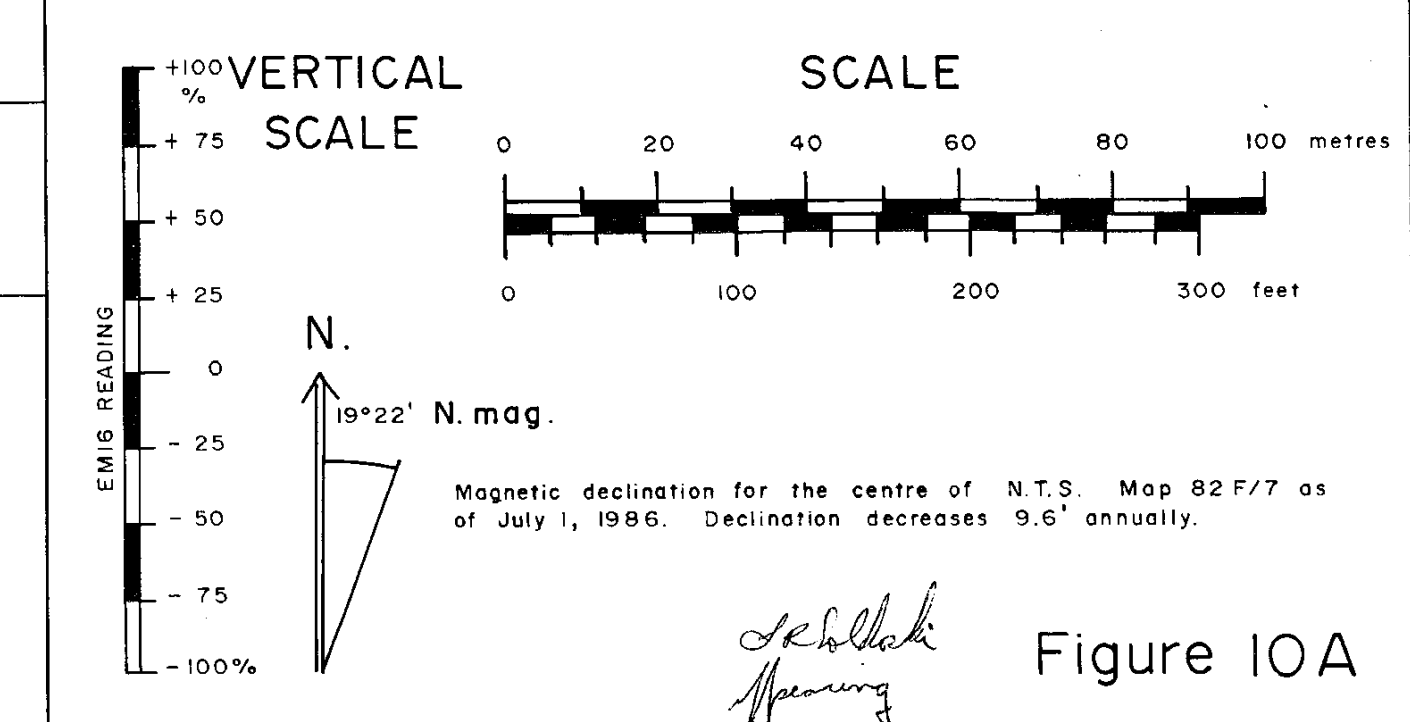 VERTICAL
SCALE
+100
%
+ 75
+ 50
+ 25
0
- 25
- 50
- 75
-100%
EM16 READING
SCALE
0 20 40 60 80 100 metres
0 100 200 300 feet
N.
19°22' N. mag.
Magnetic declination for the centre of N.T.S. Map 82 F/7 as
of July 1, 1986. Declination decreases 9.6' annually.
Figure 10A